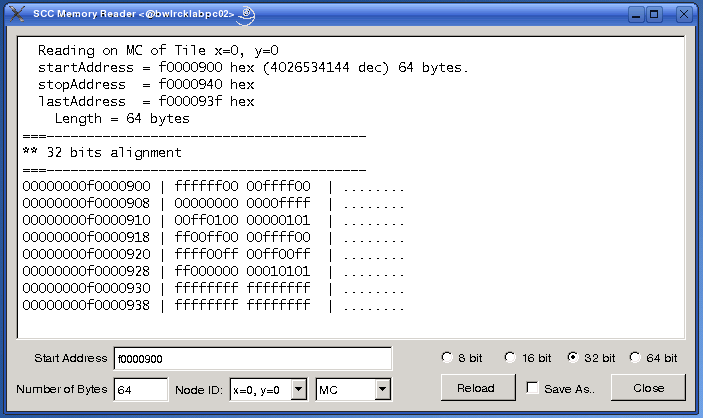 SCC Memory Reader <@bwlrcklabpc02>
Reading on MC of Tile x=0, y=0
startAddress = f0000900 hex (4026534144 dec) 64 bytes.
stopAddress  = f0000940 hex
lastAddress  = f000093f hex
Length = 64 bytes
===----------------------------------------
** 32 bits alignment
===----------------------------------------
00000000f0000900 | ffffff00 00ffff00  | ........
00000000f0000908 | 00000000 0000ffff  | ........
00000000f0000910 | 00ff0100 00000101  | ........
00000000f0000918 | ff00ff00 00ffff00  | ........
00000000f0000920 | ffff00ff 00ff00ff  | ........
00000000f0000928 | ff000000 00010101  | ........
00000000f0000930 | ffffffff ffffffff  | ........
00000000f0000938 | ffffffff ffffffff  | ........
Start Address f0000900 8 bit 16 bit 32 bit 64 bit
Number of Bytes 64 Node ID: x=0, y=0 MC Reload Save As.. Close